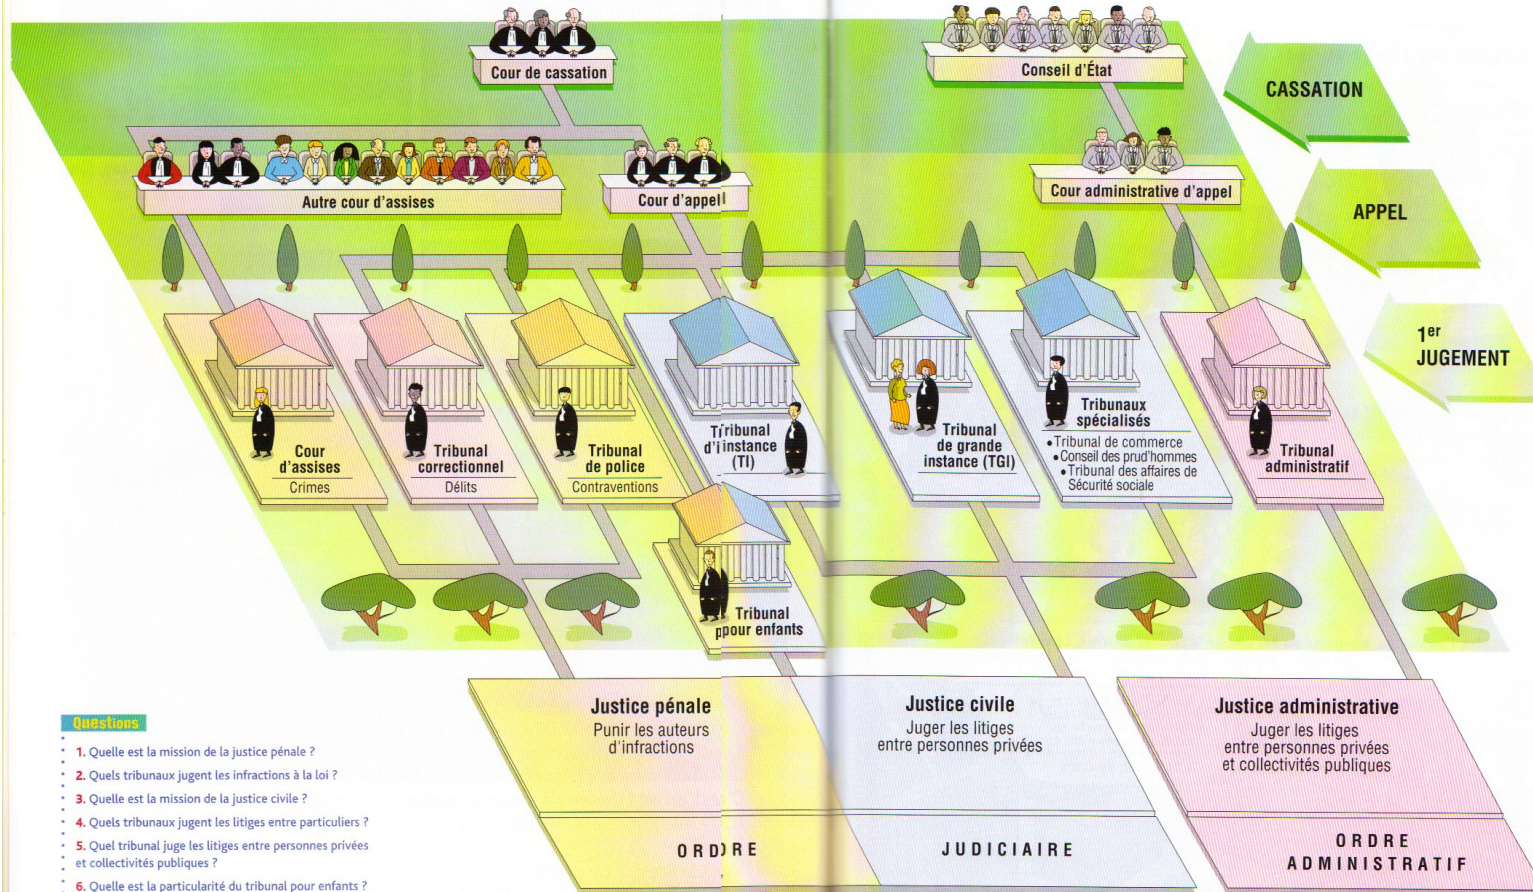 Cour de cassation
Conseil d'État
CASSATION
Autre cour d'assises
Cour d'appel
Cour administrative d'appel
APPEL
1er
JUGEMENT
Cour
d'assises
Crimes
Tribunal
correctionnel
Délits
Tribunal
de police
Contraventions
Tribunal
d'instance
(TI)
Tribunal
de grande
instance (TGI)
Tribunaux
spécialisés
• Tribunal de commerce
• Conseil des prud'hommes
• Tribunal des affaires de
Sécurité sociale
Tribunal
administratif
Tribunal
pour enfants
Justice pénale
Punir les auteurs
d'infractions
Justice civile
Juger les litiges
entre personnes privées
Justice administrative
Juger les litiges
entre personnes privées
et collectivités publiques
ORDRE
JUDICIAIRE
ORDRE
ADMINISTRATIF
Questions
1. Quelle est la mission de la justice pénale ?
2. Quels tribunaux jugent les infractions à la loi ?
3. Quelle est la mission de la justice civile ?
4. Quels tribunaux jugent les litiges entre particuliers ?
5. Quel tribunal juge les litiges entre personnes privées
et collectivités publiques ?
6. Quelle est la particularité du tribunal pour enfants ?